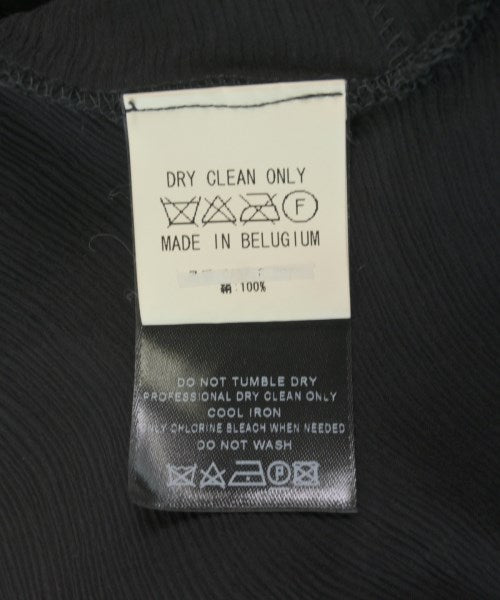 DRY CLEAN ONLY
F
MADE IN BELUGIUM
絹:100%
DO NOT TUMBLE DRY
PROFESSIONAL DRY CLEAN ONLY
COOL IRON
ONLY CHLORINE BLEACH WHEN NEEDED
DO NOT WASH
P